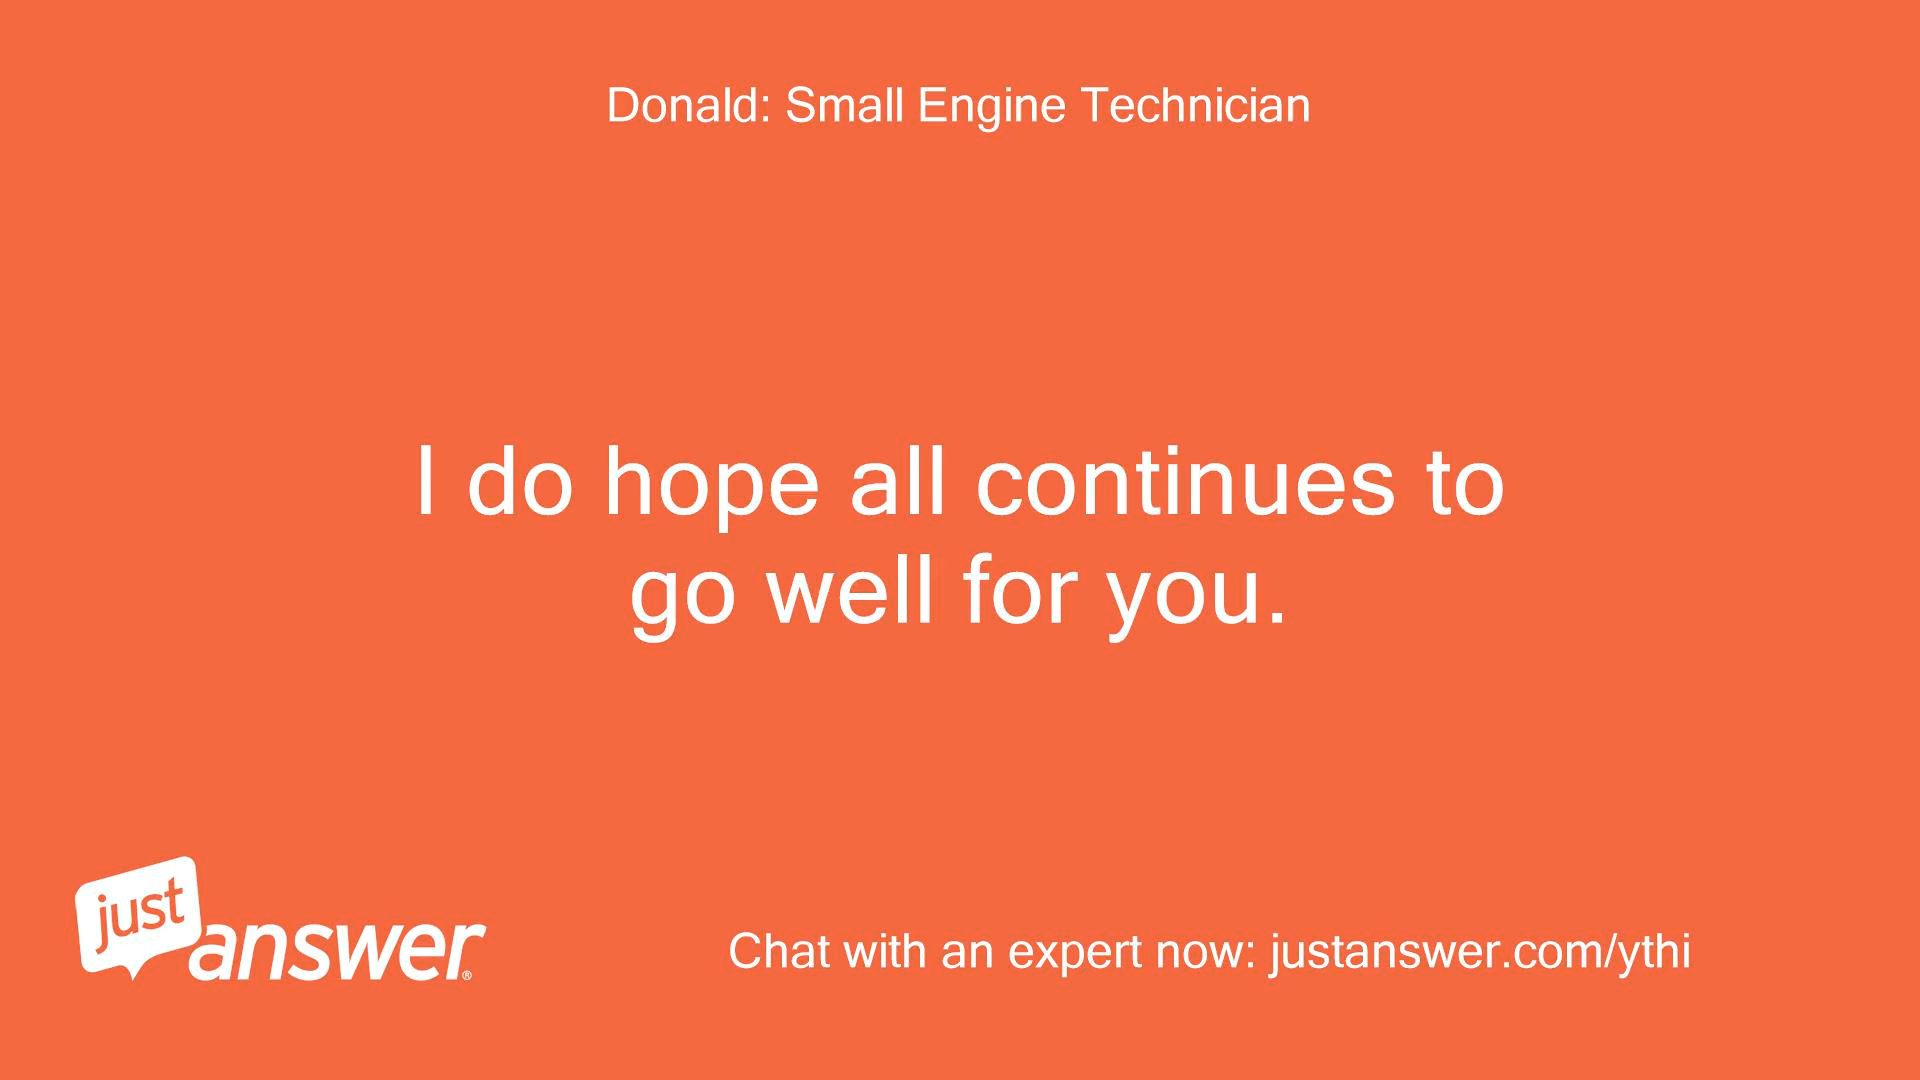 Donald: Small Engine Technician
I do hope all continues to
go well for you.
just
answer®
Chat with an expert now: justanswer.com/ythi